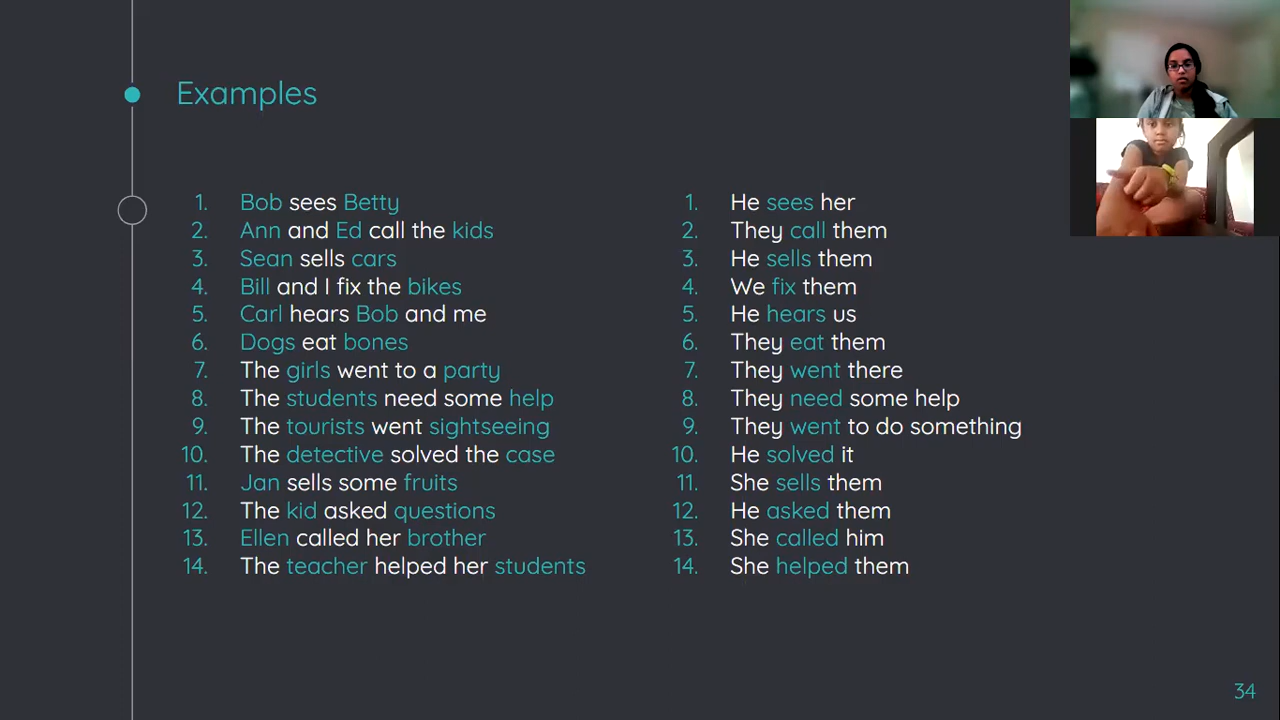 Examples
1. Bob sees Betty
2. Ann and Ed call the kids
3. Sean sells cars
4. Bill and I fix the bikes
5. Carl hears Bob and me
6. Dogs eat bones
7. The girls went to a party
8. The students need some help
9. The tourists went sightseeing
10. The detective solved the case
11. Jan sells some fruits
12. The kid asked questions
13. Ellen called her brother
14. The teacher helped her students
1. He sees her
2. They call them
3. He sells them
4. We fix them
5. He hears us
6. They eat them
7. They went there
8. They need some help
9. They went to do something
10. He solved it
11. She sells them
12. He asked them
13. She called him
14. She helped them
34